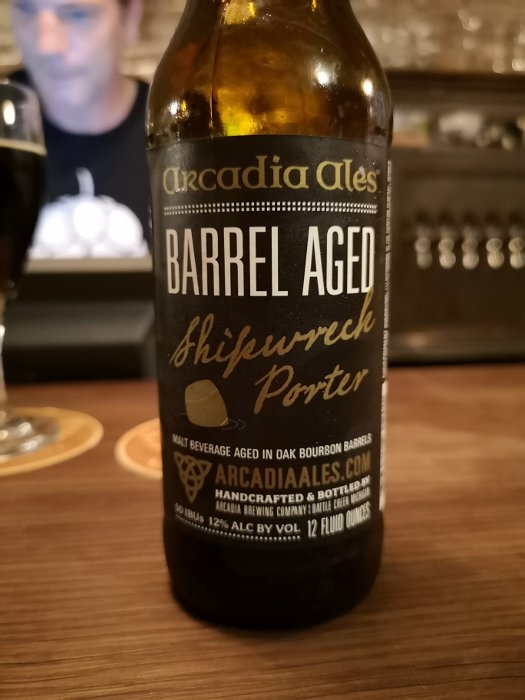 Arcadia Ales
BARREL AGED
Shipwreck
Porter
MALT BEVERAGE AGED IN OAK BOURBON BARRELS
ARCADIAALES.COM
HANDCRAFTED & BOTTLED BY
ARCADIA BREWING COMPANY BATTLE CREEK MICHIGAN
50 IBUs 12% ALC BY VOL 12 FLUID OUNCES